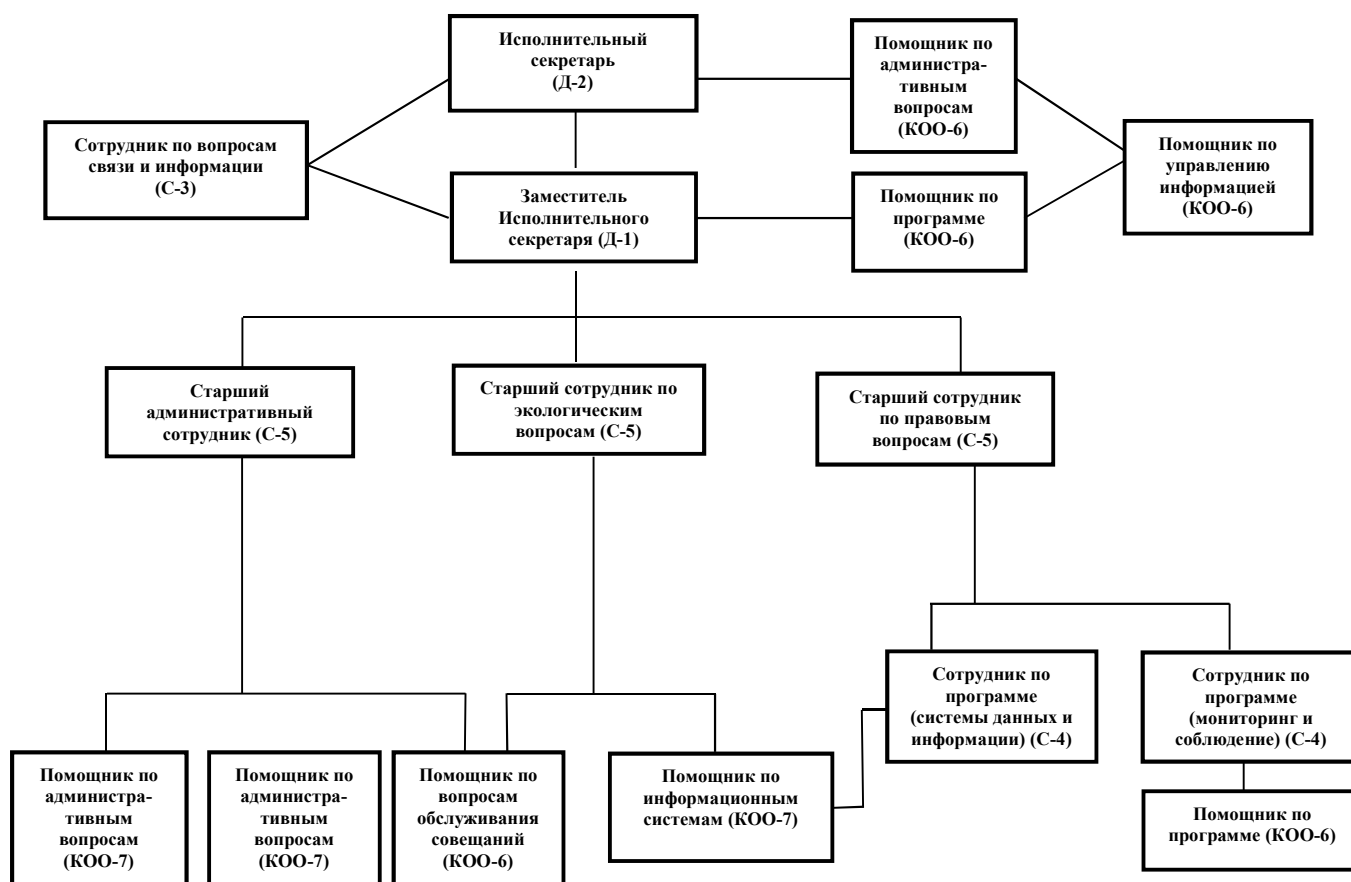 Исполнительный
секретарь
(Д-2)
Помощник по
администра-
тивным
вопросам
(КОО-6)
Сотрудник по вопросам
связи и информации
(С-3)
Помощник по
управлению
информацией
(КОО-6)
Заместитель
Исполнительного
секретаря (Д-1)
Помощник по
программе
(КОО-6)
Старший
административный
сотрудник (С-5)
Старший сотрудник по
экологическим
вопросам (С-5)
Старший сотрудник
по правовым
вопросам (С-5)
Сотрудник по
программе
(системы данных и
информации) (С-4)
Сотрудник по
программе
(мониторинг и
соблюдение) (С-4)
Помощник по
администра-
тивным
вопросам
(КОО-7)
Помощник по
администра-
тивным
вопросам
(КОО-7)
Помощник по
вопросам
обслуживания
совещаний
(КОО-6)
Помощник по
информационным
системам (КОО-7)
Помощник по
программе (КОО-6)